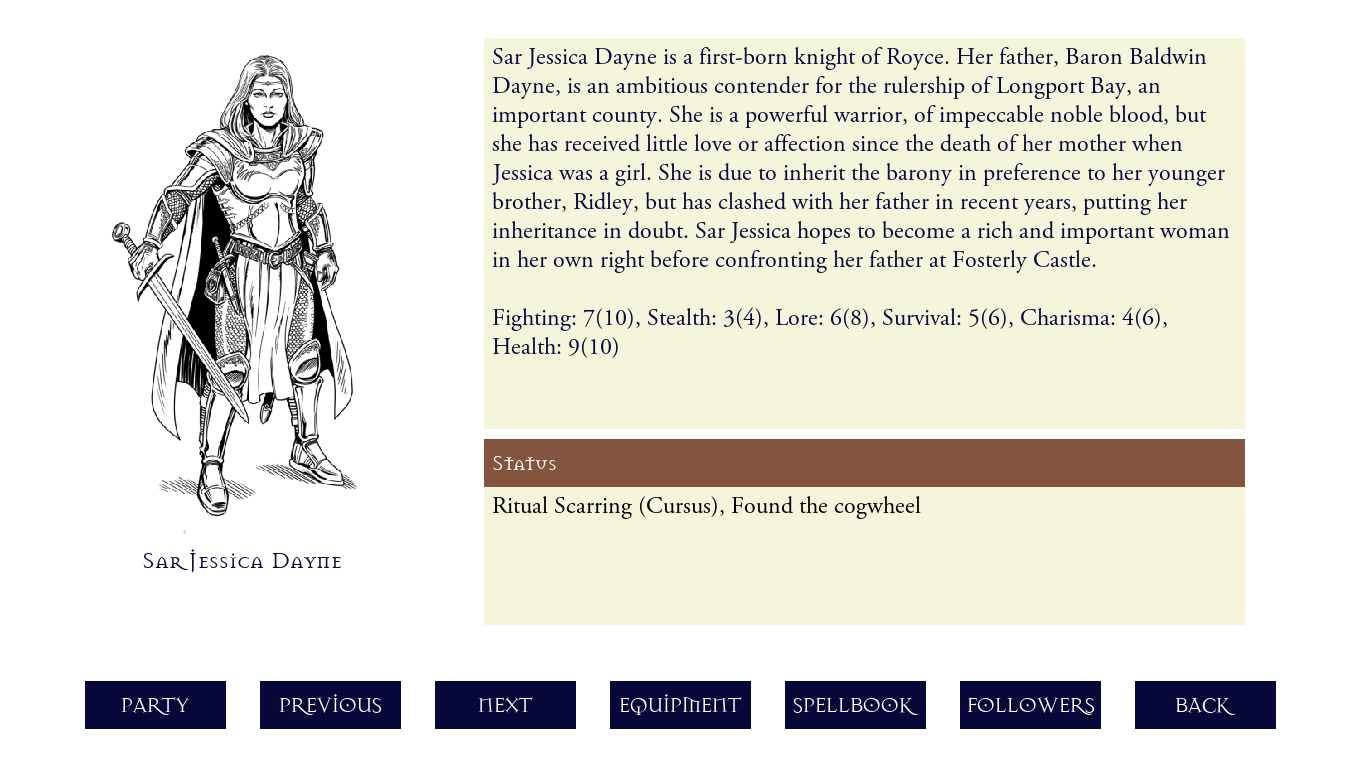 Sar Jessica Dayne is a first-born knight of Royce. Her father, Baron Baldwin
Dayne, is an ambitious contender for the rulership of Longport Bay, an
important county. She is a powerful warrior, of impeccable noble blood, but
she has received little love or affection since the death of her mother when
Jessica was a girl. She is due to inherit the barony in preference to her younger
brother, Ridley, but has clashed with her father in recent years, putting her
inheritance in doubt. Sar Jessica hopes to become a rich and important woman
in her own right before confronting her father at Fosterly Castle.
Fighting: 7(10), Stealth: 3(4), Lore: 6(8), Survival: 5(6), Charisma: 4(6),
Health: 9(10)
Status
Ritual Scarring (Cursus), Found the cogwheel
Sar Jessica Dayne
PARTY
PREVIOUS
NEXT
EQUIPMENT
SPELLBOOK
FOLLOWERS
BACK